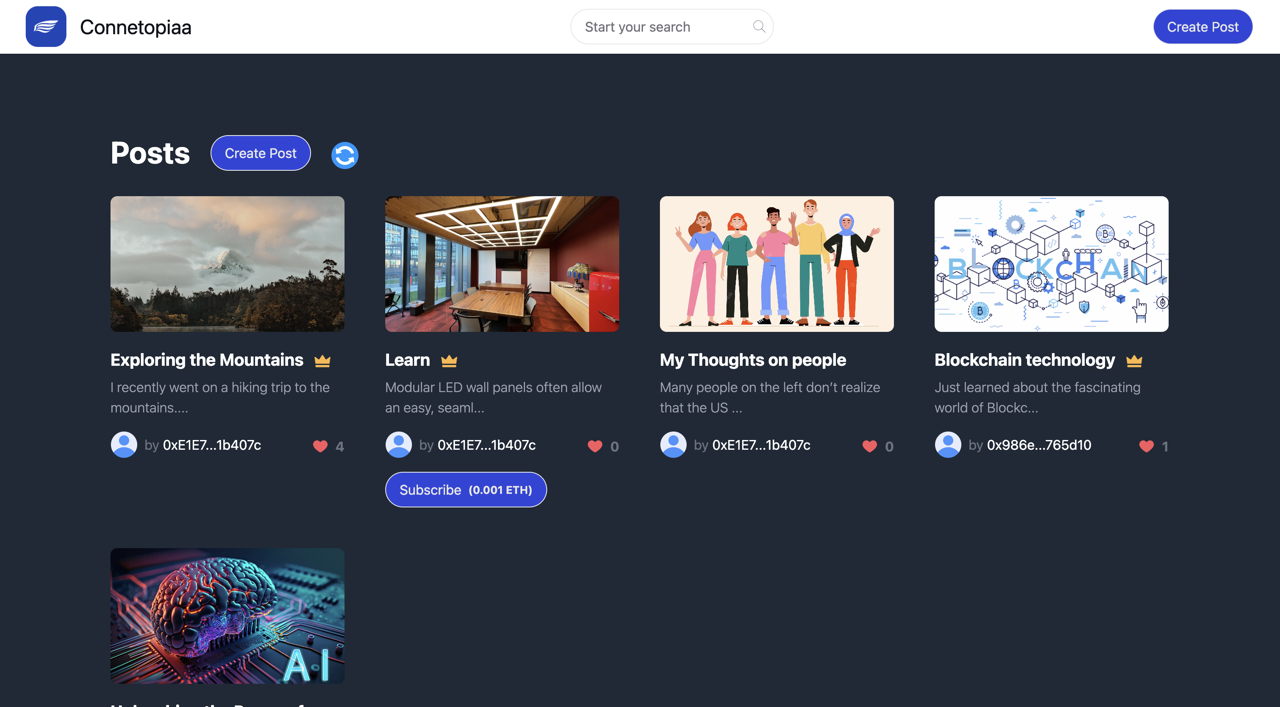 Connetopiaa
Start your search
Create Post
Posts
Create Post
BLOCKCHAIN
Exploring the Mountains
I recently went on a hiking trip to the
mountains....
by 0xE1E7...1b407c
4
Learn
Modular LED wall panels often allow
an easy, seaml...
by 0xE1E7...1b407c
0
Subscribe (0.001 ETH)
My Thoughts on people
Many people on the left don’t realize
that the US ...
by 0xE1E7...1b407c
0
Blockchain technology
Just learned about the fascinating
world of Blockc...
by 0x986e...765d10
1
AI